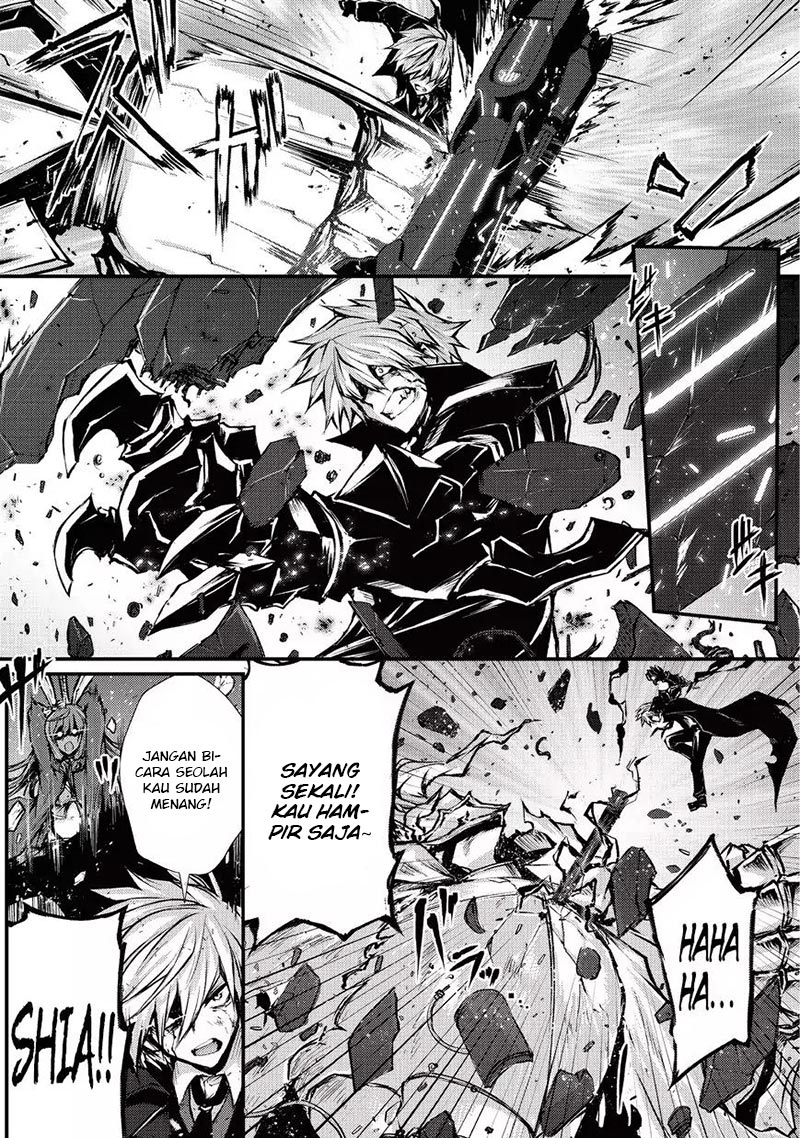 HAHA
HA...
SAYANG
SEKALI!
KAU HAM-
PIR SAJA~
JANGAN BI-
CARA SEOLAH
KAU SUDAH
MENANG!
SHIA!!